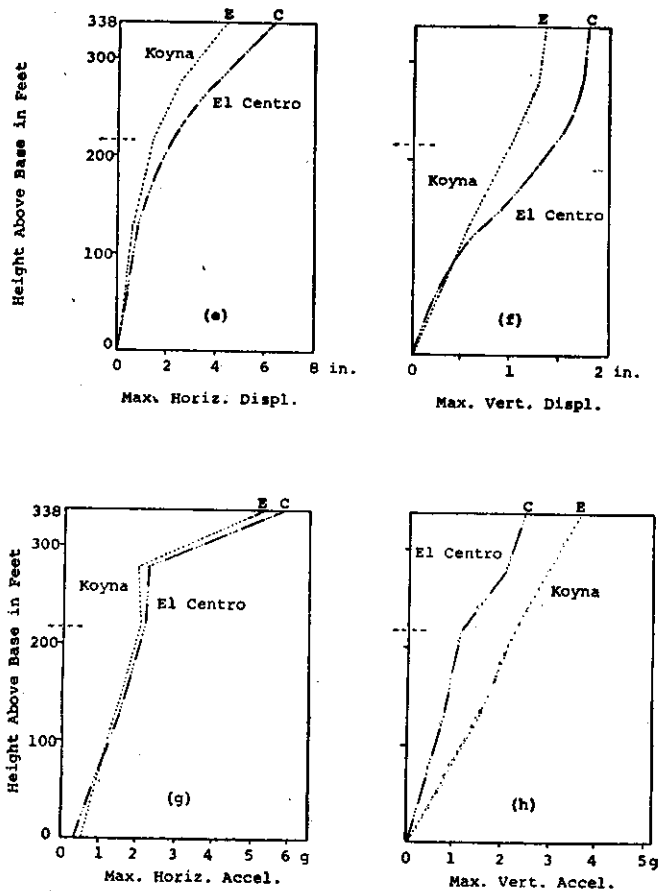 E C
338
300
200
100
0
Height Above Base in Feet
Koyna
El Centro
(e)
0 2 4 6 8 in.
Max. Horiz. Displ.
E C
Koyna
El Centro
(f)
0 1 2 in.
Max. Vert. Displ.
E C
338
300
200
100
0
Height Above Base in Feet
Koyna
El Centro
(g)
0 1 2 3 4 5 6 g
Max. Horiz. Accel.
C E
El Centro
Koyna
(h)
0 1 2 3 4 5g
Max. Vert. Accel.